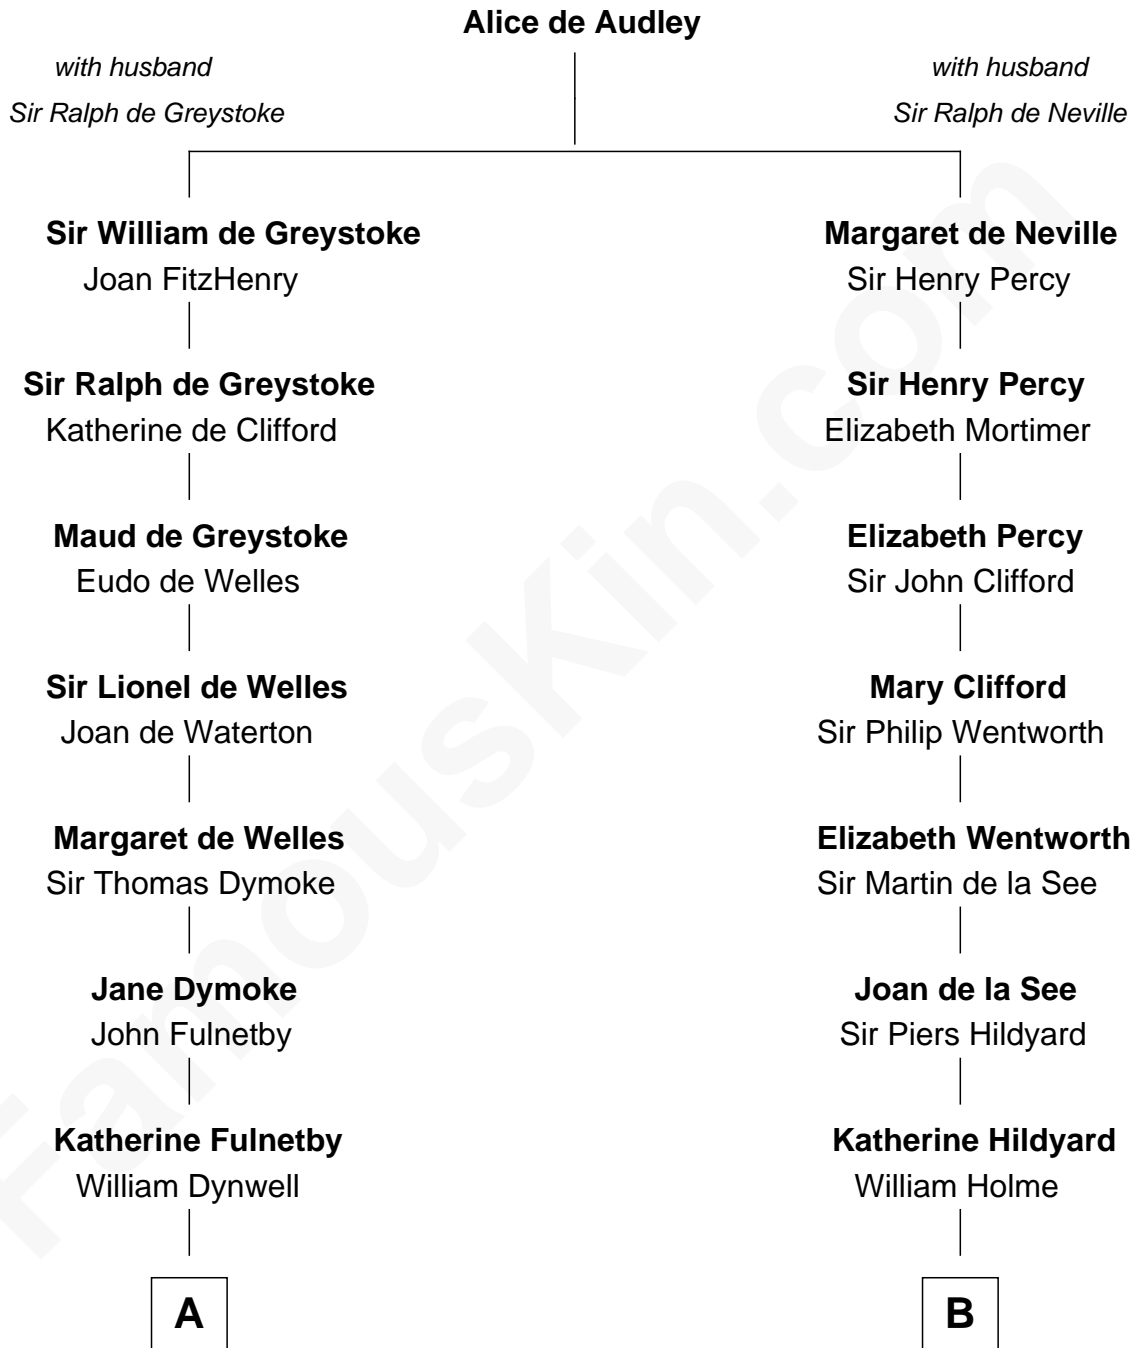 Alice de Audley
with husband
Sir Ralph de Greystoke
with husband
Sir Ralph de Neville
Sir William de Greystoke
Joan FitzHenry
Margaret de Neville
Sir Henry Percy
Sir Ralph de Greystoke
Katherine de Clifford
Sir Henry Percy
Elizabeth Mortimer
Maud de Greystoke
Eudo de Welles
Elizabeth Percy
Sir John Clifford
Sir Lionel de Welles
Joan de Waterton
Mary Clifford
Sir Philip Wentworth
Margaret de Welles
Sir Thomas Dymoke
Elizabeth Wentworth
Sir Martin de la See
Jane Dymoke
John Fulnetby
Joan de la See
Sir Piers Hildyard
Katherine Fulnetby
William Dynwell
Katherine Hildyard
William Holme
A
B
FamousKin.com